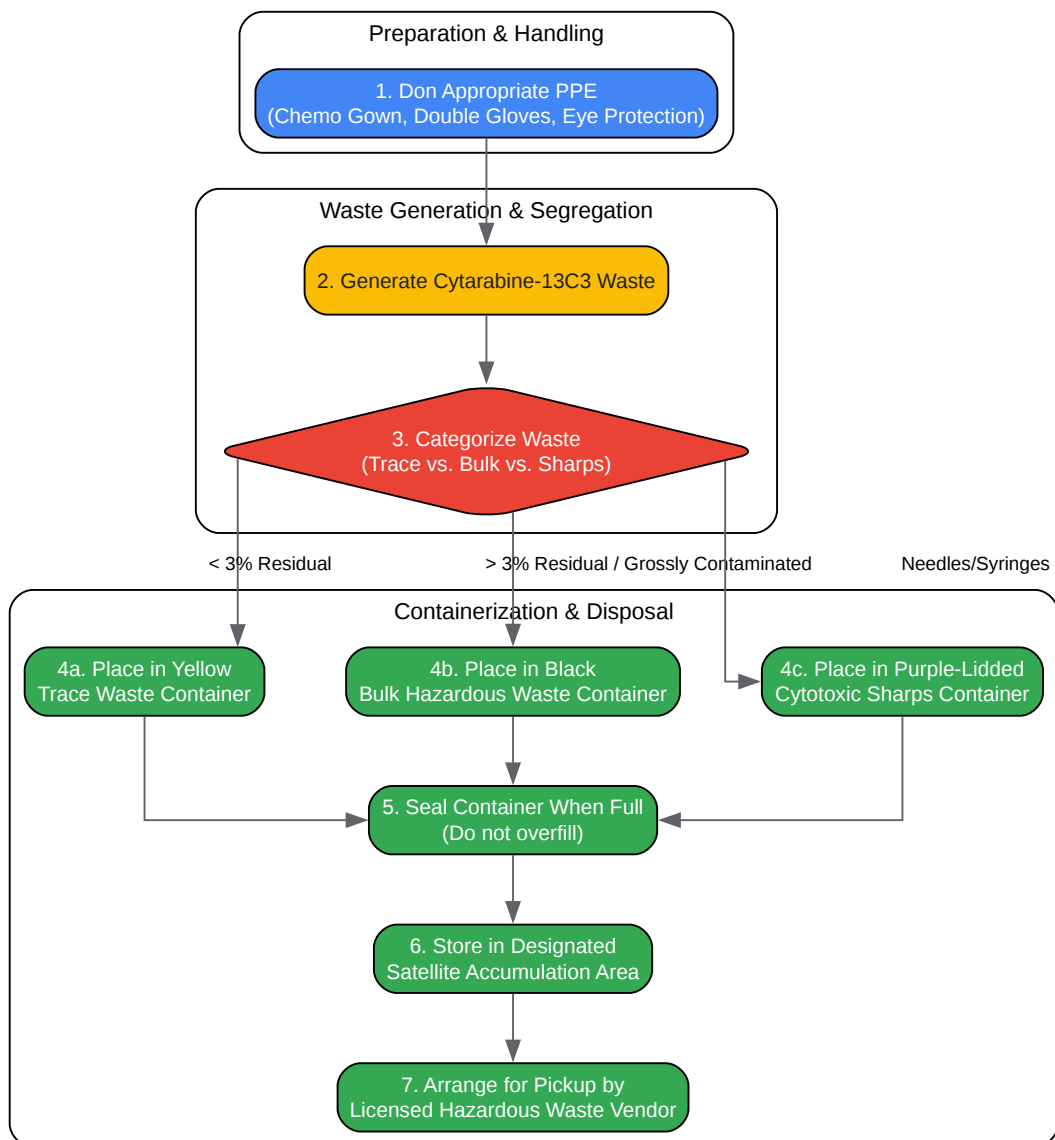 Preparation & Handling
1. Don Appropriate PPE
(Chemo Gown, Double Gloves, Eye Protection)
Waste Generation & Segregation
2. Generate Cytarabine-13C3 Waste
3. Categorize Waste
(Trace vs. Bulk vs. Sharps)
< 3% Residual
> 3% Residual / Grossly Contaminated
Needles/Syringes
Containerization & Disposal
4a. Place in Yellow
Trace Waste Container
4b. Place in Black
Bulk Hazardous Waste Container
4c. Place in Purple-Lidded
Cytotoxic Sharps Container
5. Seal Container When Full
(Do not overfill)
6. Store in Designated
Satellite Accumulation Area
7. Arrange for Pickup by
Licensed Hazardous Waste Vendor